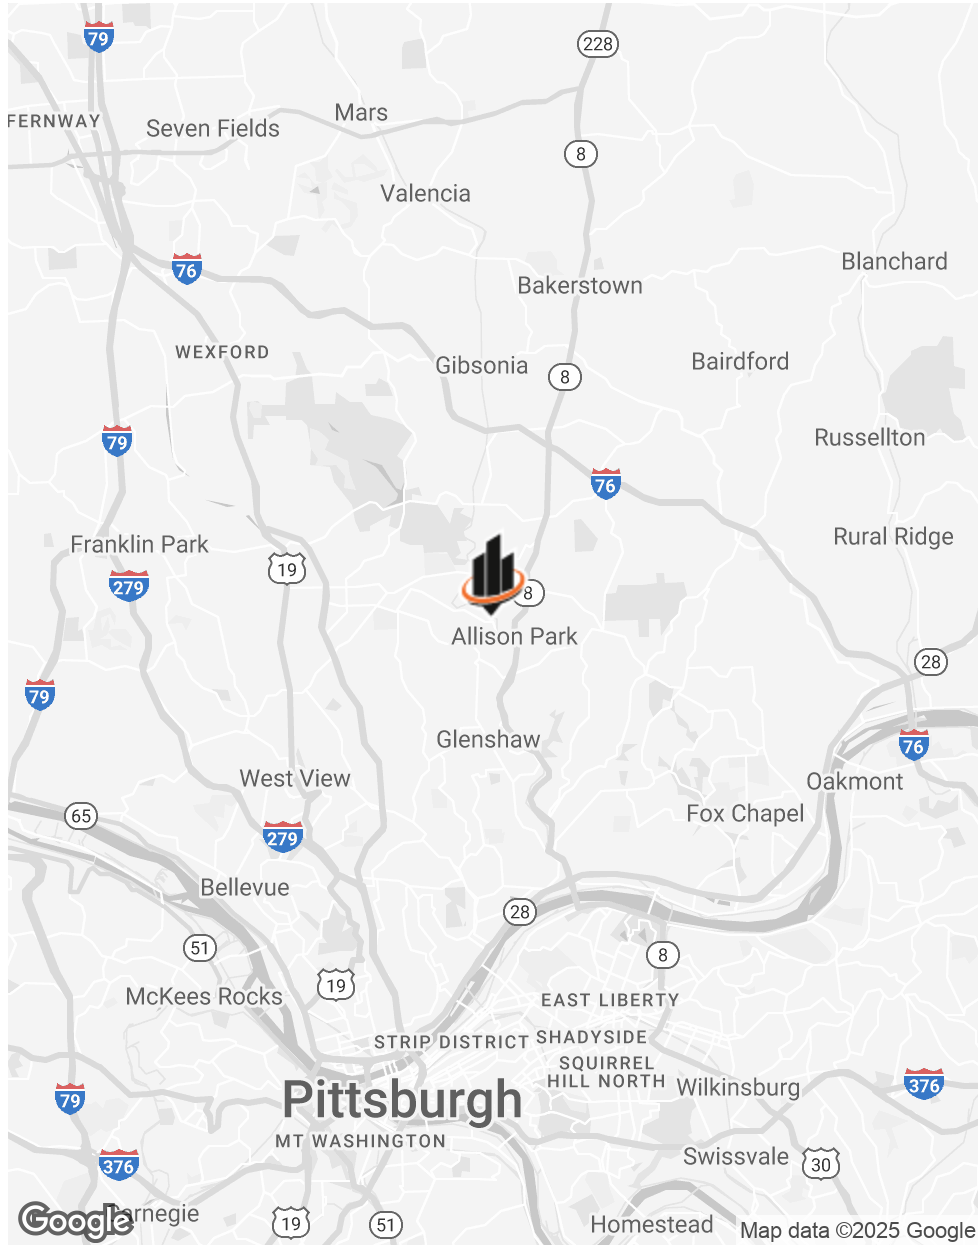 79
228
Mars
FERNWAY
Seven Fields
8
Valencia
Blanchard
76
Bakerstown
WEXFORD
Gibsonia
Bairdford
8
79
Russellton
76
Rural Ridge
Franklin Park
19
279
8
Allison Park
28
79
Glenshaw
76
West View
Oakmont
65
Fox Chapel
279
Bellevue
28
51
8
19
McKees Rocks
EAST LIBERTY
STRIP DISTRICT
SHADYSIDE
SQUIRREL
HILL NORTH
Wilkinsburg
376
79
Pittsburgh
MT WASHINGTON
Swissvale
376
30
Google
arnegie
19
51
Homestead
Map data ©2025 Google